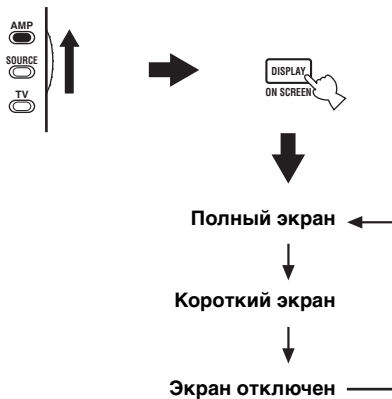 AMP
SOURCE
TV
DISPLAY
ON SCREEN
Полный экран
Короткий экран
Экран отключен